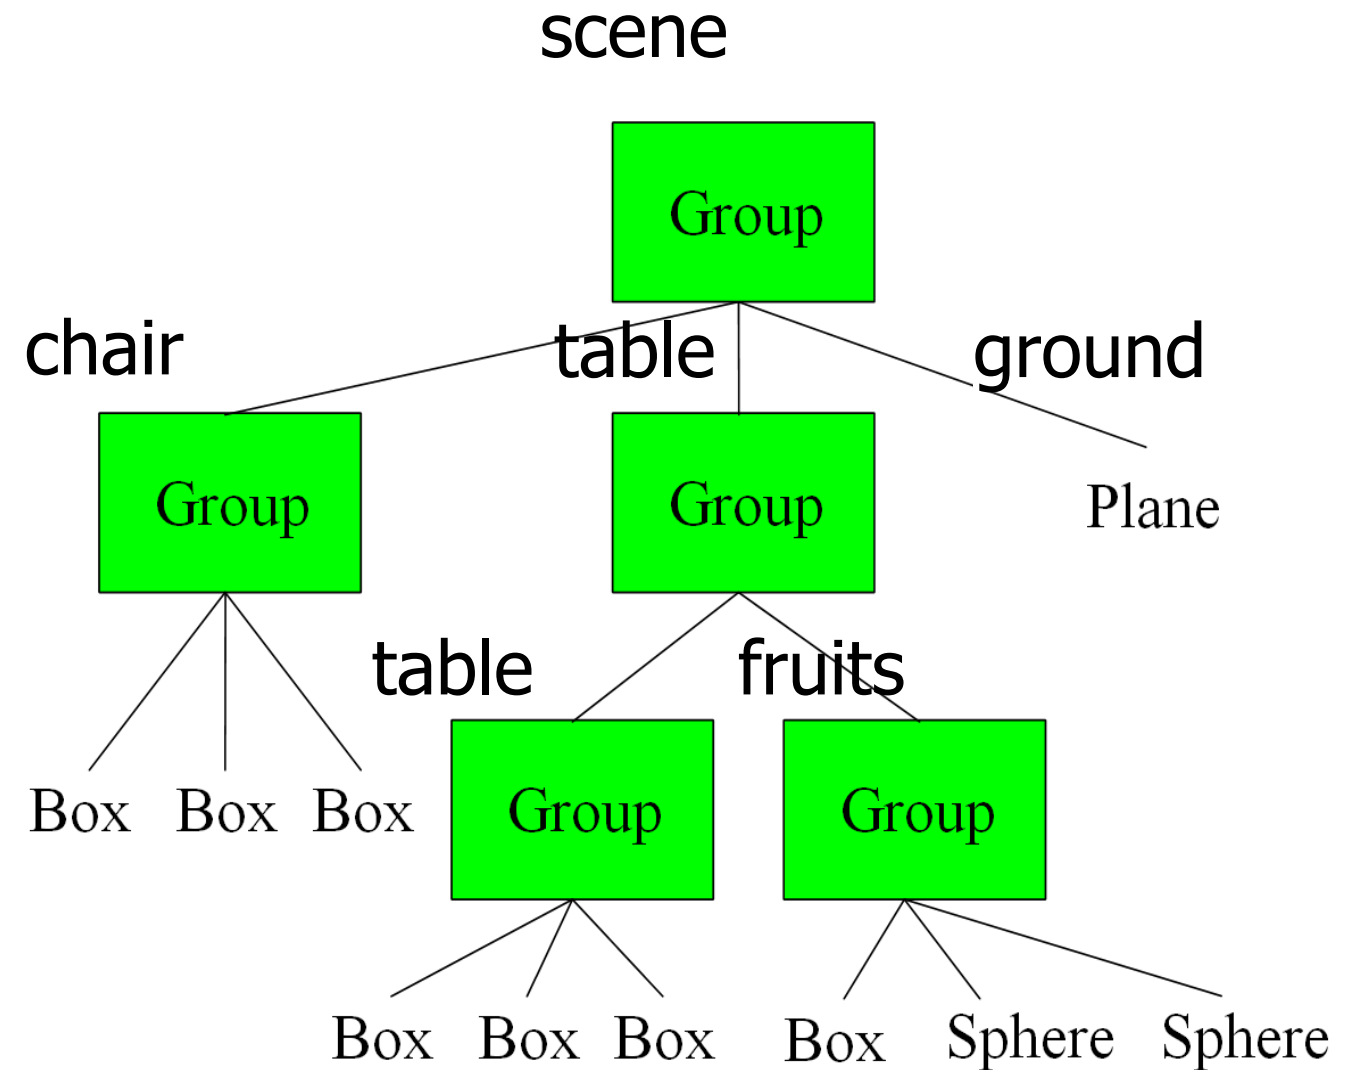 scene
Group
chair
table
ground
Group
Group
Plane
table
fruits
Box Box Box
Group
Group
Box Box Box
Box Sphere Sphere